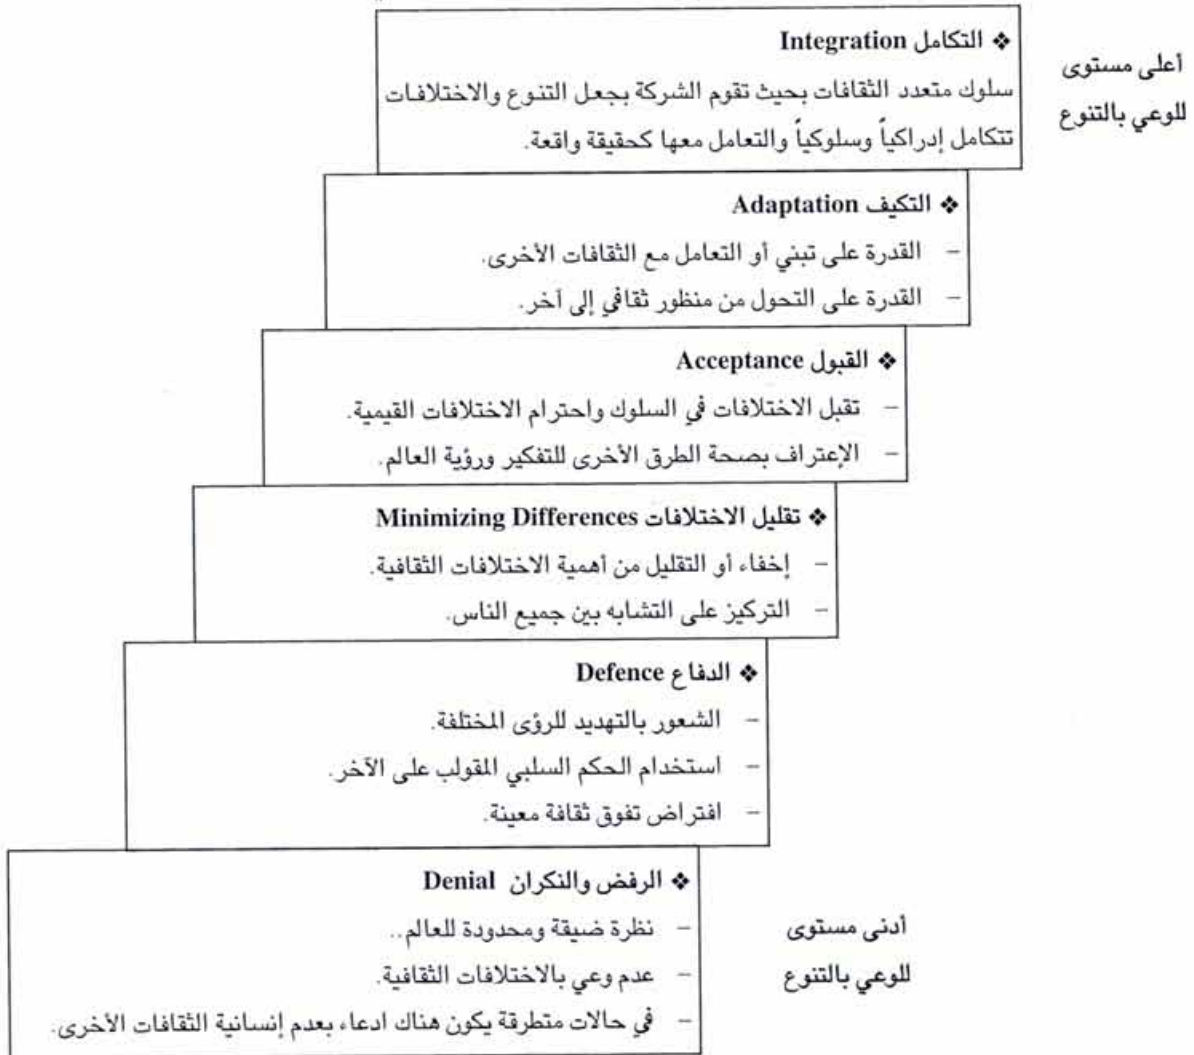 ❖ التكامل Integration
سلوك متعدد الثقافات بحيث تقوم الشركة بجعل التنوع والاختلافات
تتكامل إدراكياً وسلوكياً والتعامل معها كحقيقة واقعة.
أعلى مستوى
للوعي بالتنوع
❖ التكيف Adaptation
– القدرة على تبني أو التعامل مع الثقافات الأخرى.
– القدرة على التحول من منظور ثقافي إلى آخر.
❖ القبول Acceptance
– تقبل الاختلافات في السلوك واحترام الاختلافات القيمية.
– الإعتراف بصحة الطرق الأخرى للتفكير ورؤية العالم.
❖ تقليل الاختلافات Minimizing Differences
– إخفاء أو التقليل من أهمية الاختلافات الثقافية.
– التركيز على التشابه بين جميع الناس.
❖ الدفاع Defence
– الشعور بالتهديد للرؤى المختلفة.
– استخدام الحكم السلبي المقولب على الآخر.
– افتراض تفوق ثقافة معينة.
❖ الرفض والنكران Denial
– نظرة ضيقة ومحدودة للعالم..
– عدم وعي بالاختلافات الثقافية.
– في حالات متطرقة يكون هناك ادعاء بعدم إنسانية الثقافات الأخرى.
أدنى مستوى
للوعي بالتنوع